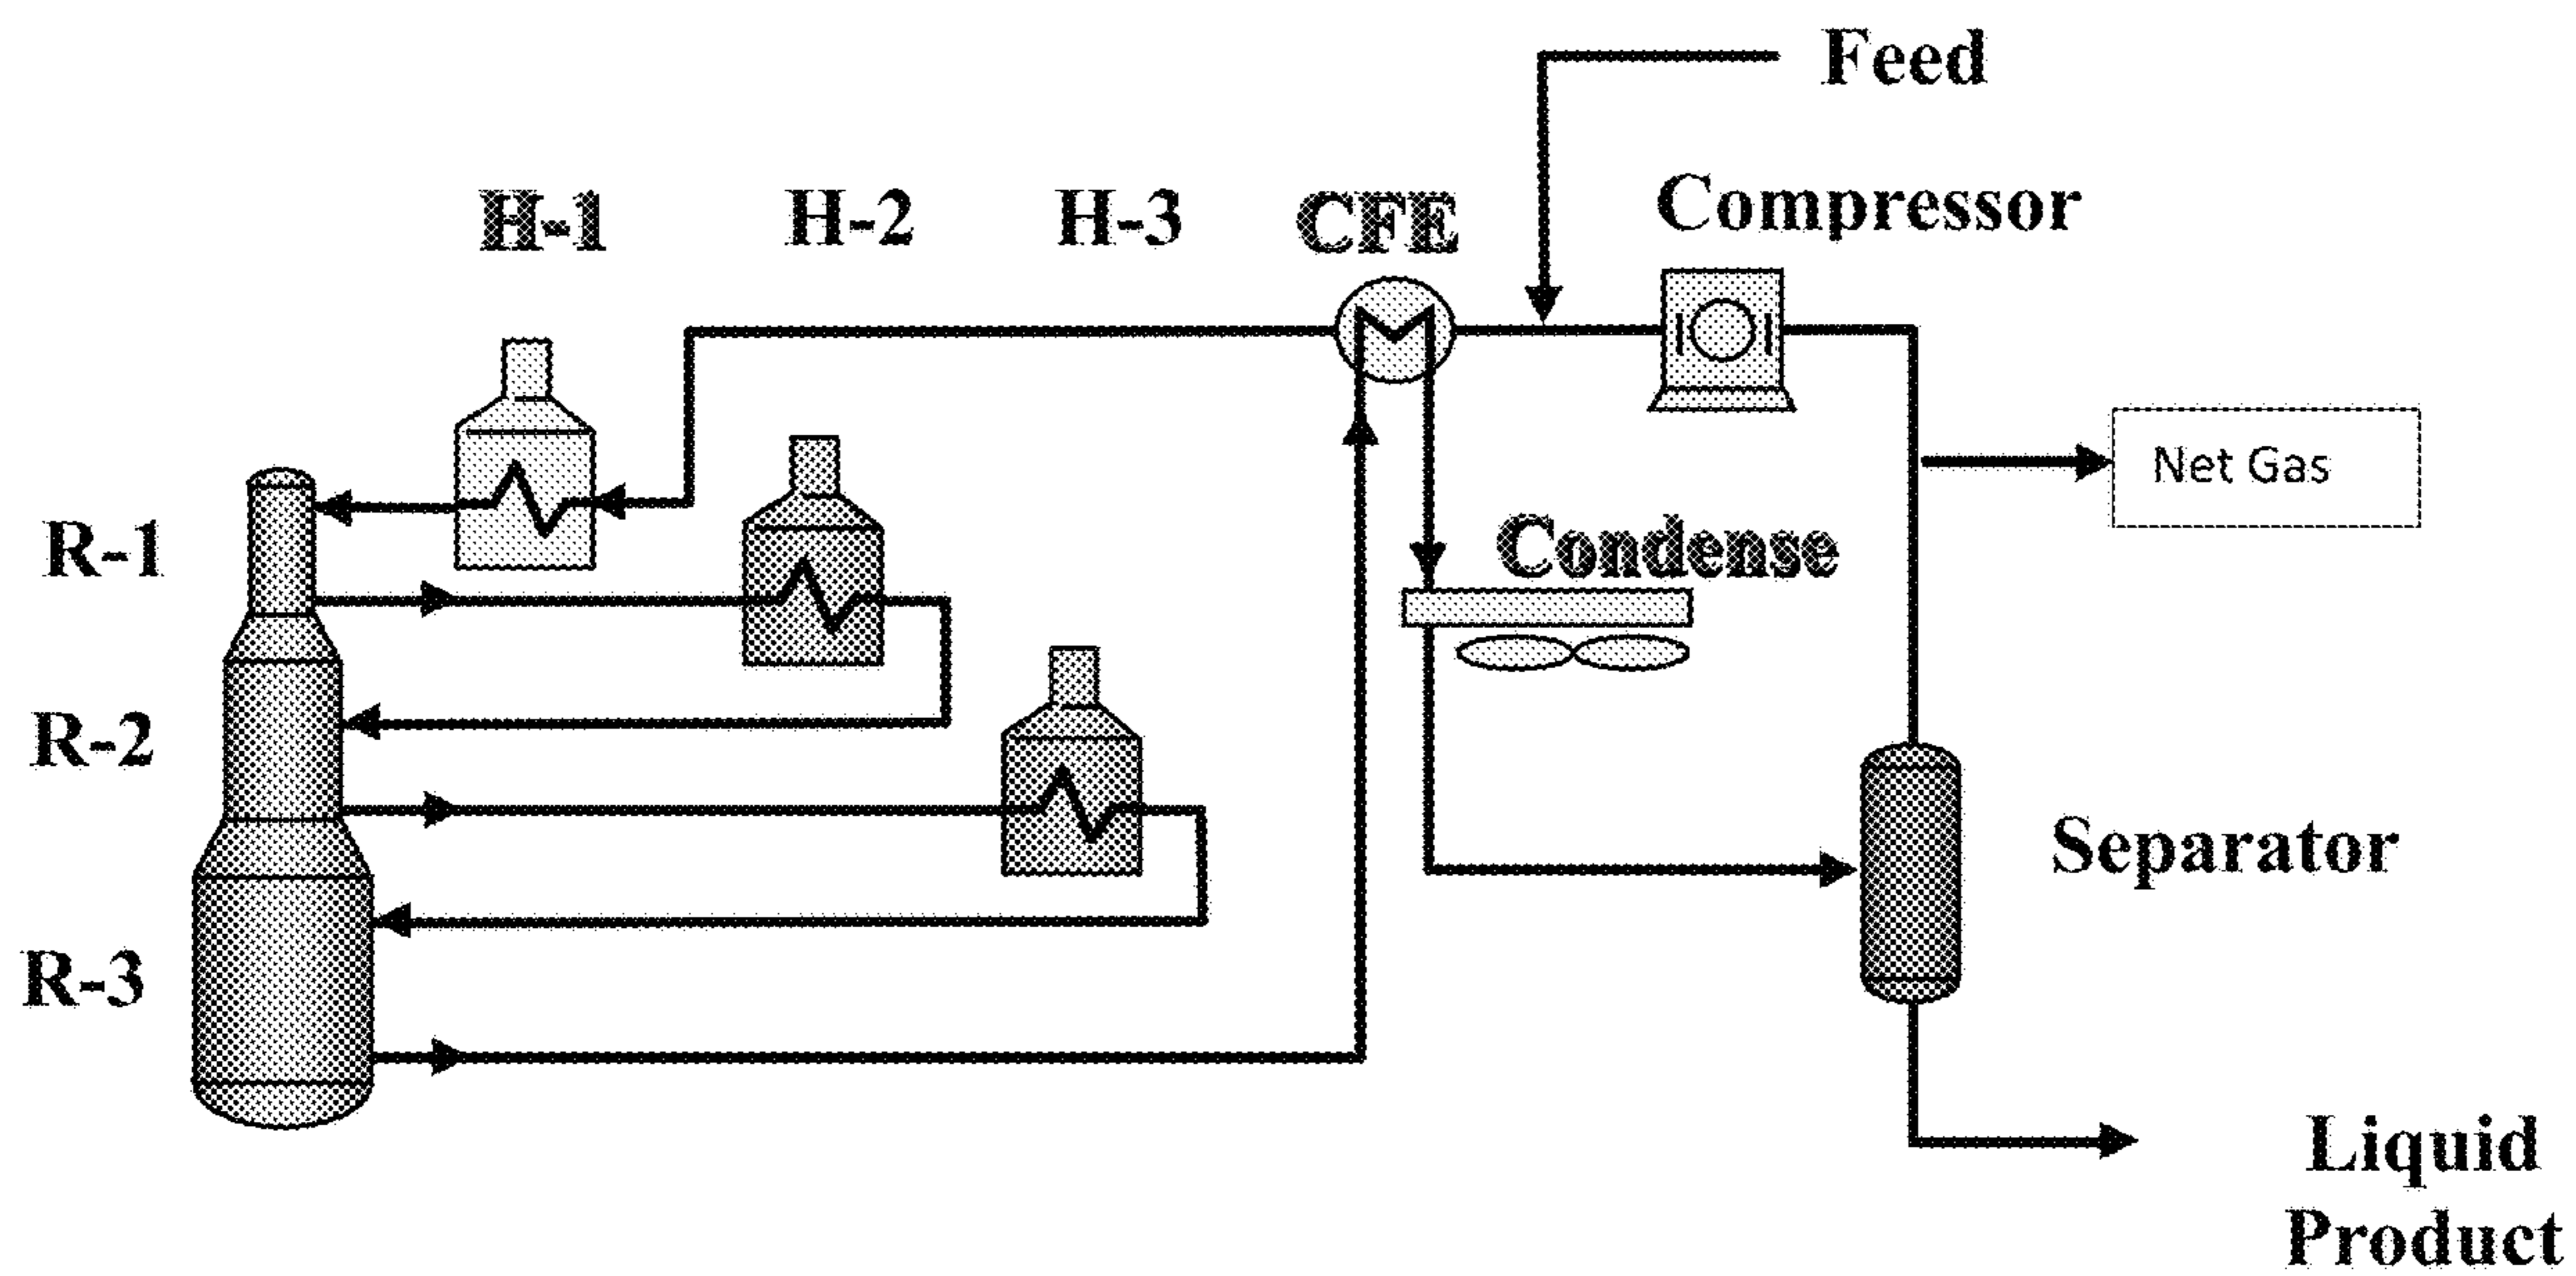 Feed
H-1
H-2
H-3
CFE
Compressor
Net Gas
R-1
Condense
R-2
Separator
R-3
Liquid
Product